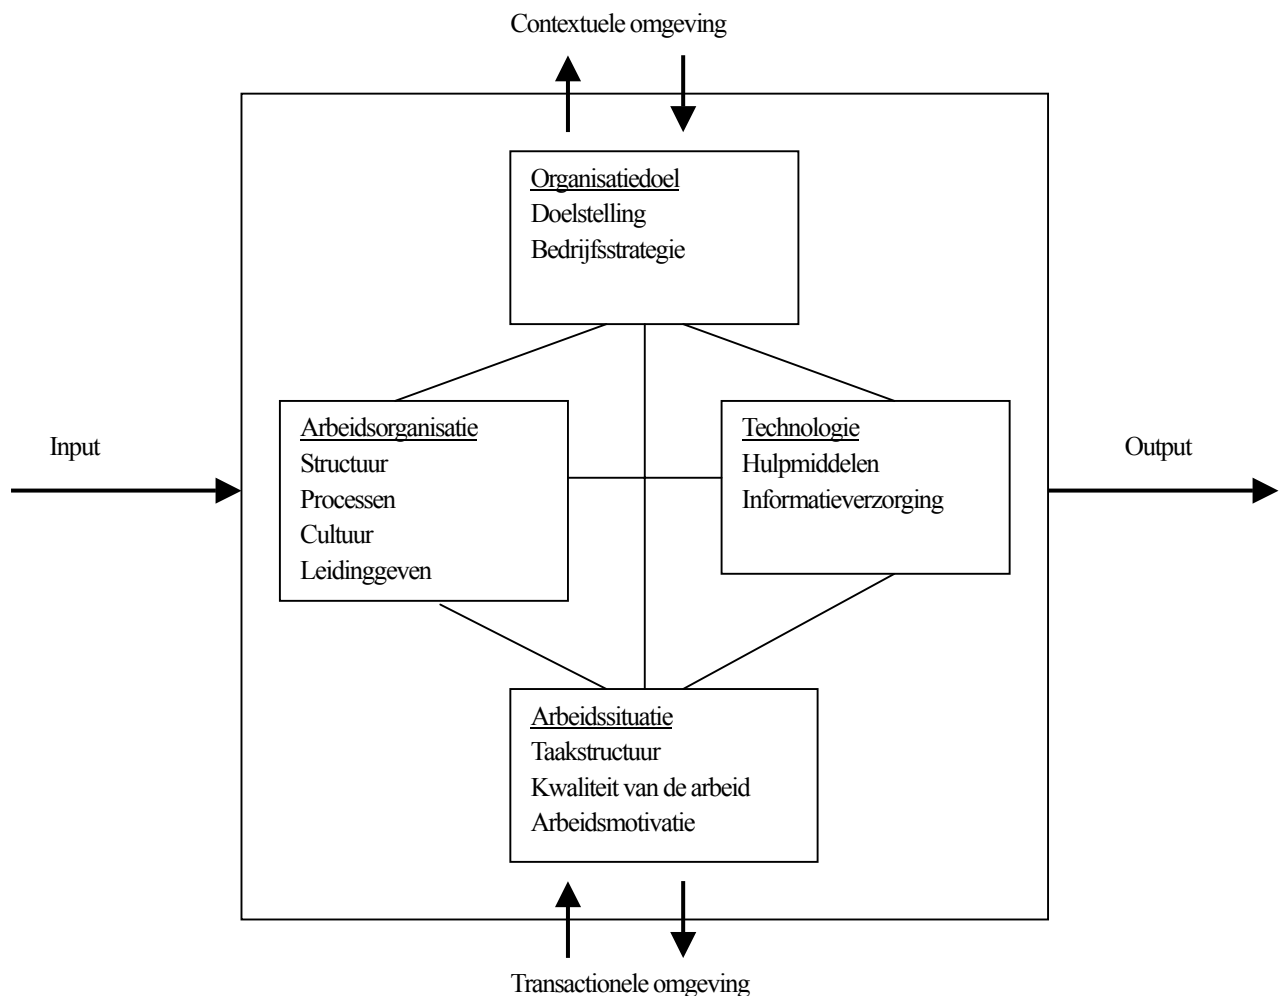 Contextuele omgeving
Organisatiedoel
Doelstelling
Bedrijfsstrategie
Input
Arbeidsorganisatie
Structuur
Processen
Cultuur
Leidinggeven
Technologie
Hulpmiddelen
Informatieverzorging
Output
Arbeidssituatie
Taakstructuur
Kwaliteit van de arbeid
Arbeidsmotivatie
Transactionele omgeving